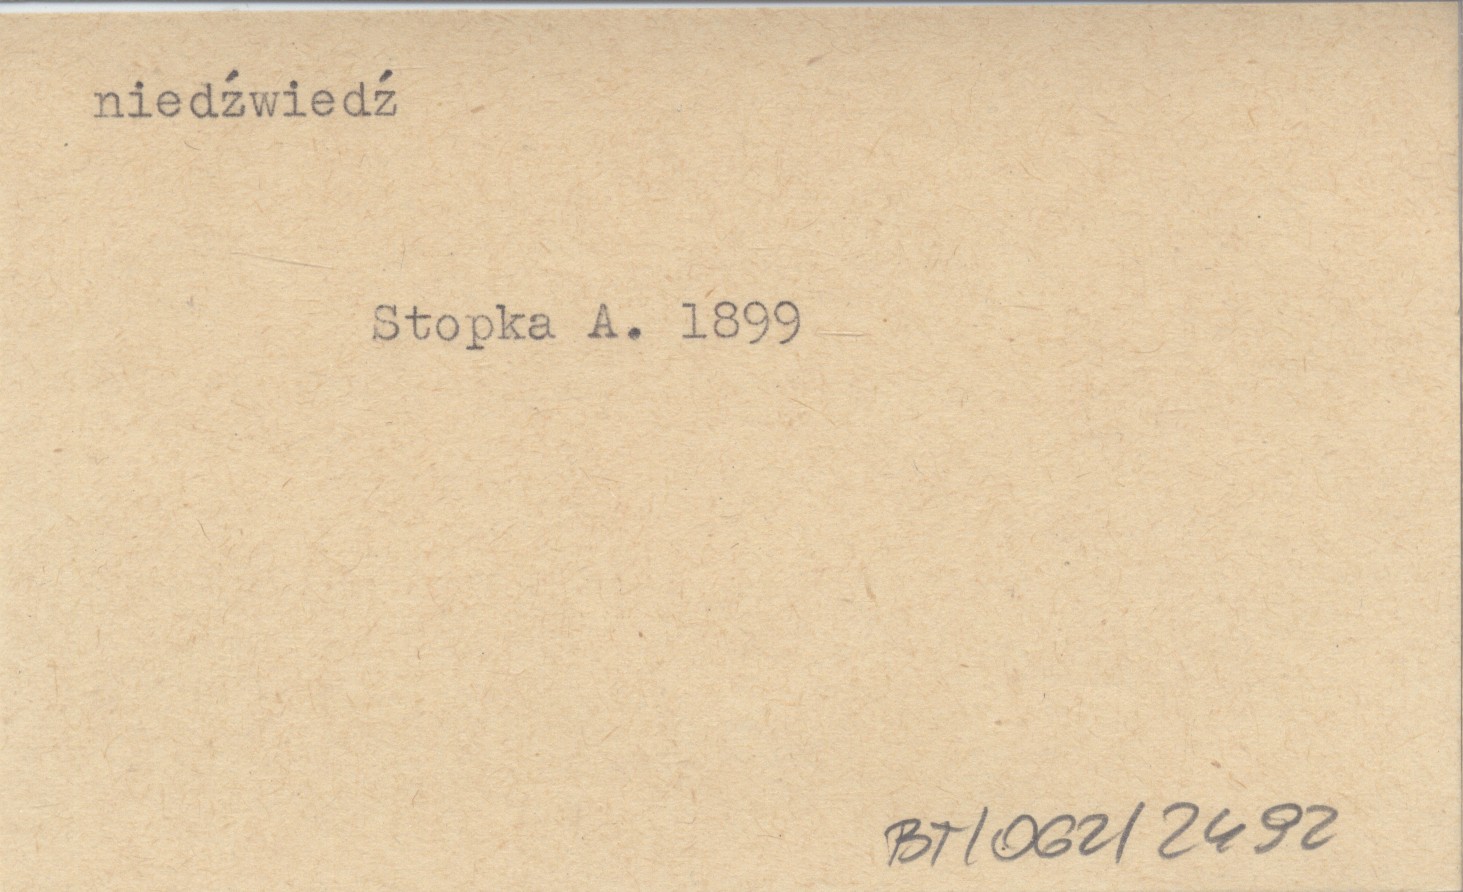 niedźwiedź
Stopka A. 1899
BT/062/2492